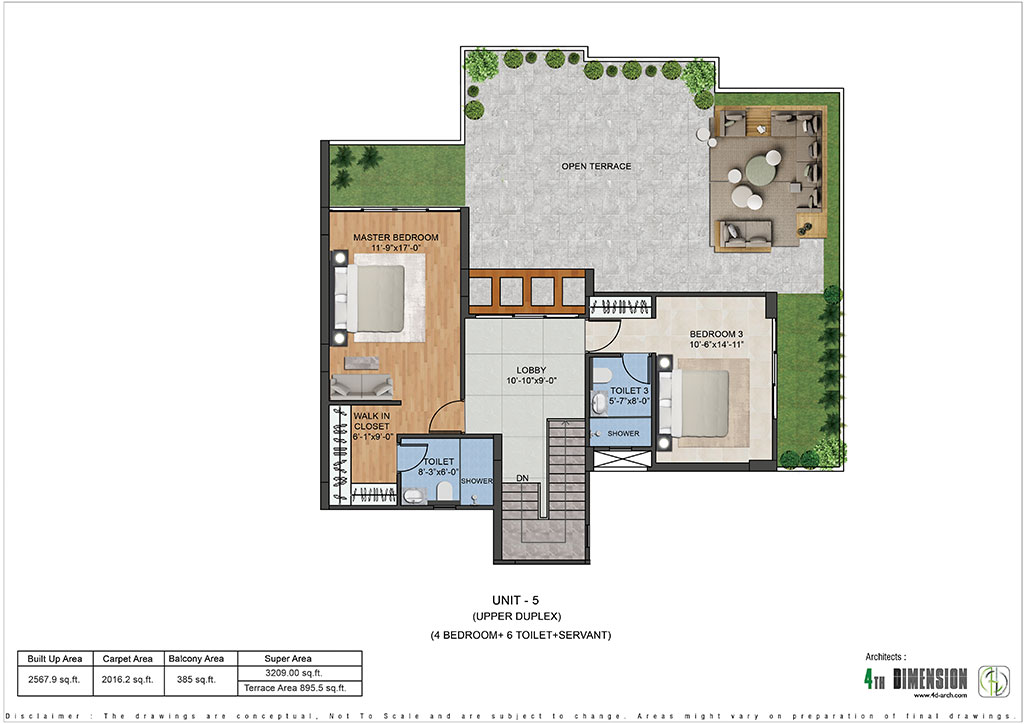 OPEN TERRACE
MASTER BEDROOM
11'-9"x17'-0"
BEDROOM 3
10'-6"x14'-11"
LOBBY
10'-10"x9'-0"
TOILET 3
5'-7"x8'-0"
SHOWER
WALK IN
CLOSET
6'-1"x9'-0"
TOILET
8'-3"x6'-0"
SHOWER
DN
UNIT - 5
(UPPER DUPLEX)
(4 BEDROOM+ 6 TOILET+SERVANT)
Built Up Area Carpet Area Balcony Area Super Area
2567.9 sq.ft. 2016.2 sq.ft. 385 sq.ft. 3209.00 sq.ft.
Terrace Area 895.5 sq.ft.
Architects :
4TH DIMENSION
www.4d-arch.com
Disclaimer : The drawings are conceptual, Not To Scale and are subject to change. Areas might vary on preparation of final drawings.